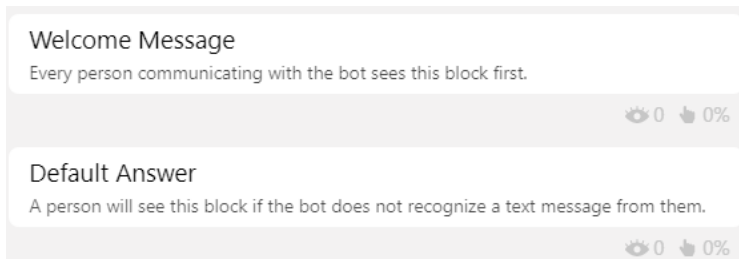 Welcome Message
Every person communicating with the bot sees this block first.
0 0%
Default Answer
A person will see this block if the bot does not recognize a text message from them.
0 0%